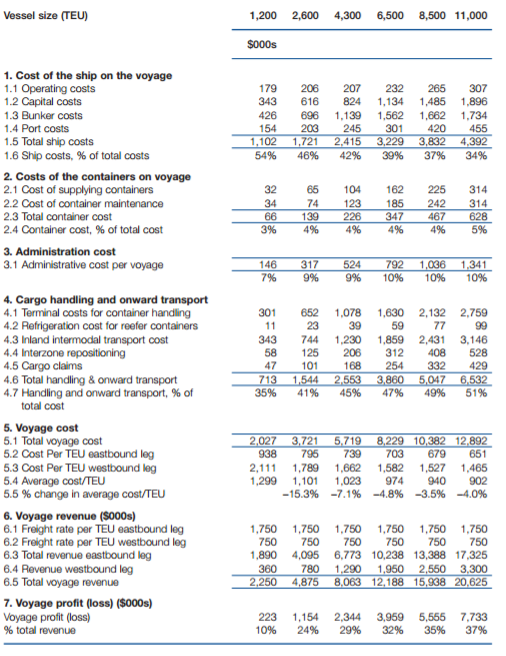 Vessel size (TEU) 1,200 2,600 4,300 6,500 8,500 11,000
$000s
1. Cost of the ship on the voyage
1.1 Operating costs 179 206 207 232 265 307
1.2 Capital costs 343 616 824 1,134 1,485 1,896
1.3 Bunker costs 426 696 1,139 1,562 1,662 1,734
1.4 Port costs 154 203 245 301 420 455
1.5 Total ship costs 1,102 1,721 2,415 3,229 3,832 4,392
1.6 Ship costs, % of total costs 54% 46% 42% 39% 37% 34%
2. Costs of the containers on voyage
2.1 Cost of supplying containers 32 65 104 162 225 314
2.2 Cost of container maintenance 34 74 123 185 242 314
2.3 Total container cost 66 139 226 347 467 628
2.4 Container cost, % of total cost 3% 4% 4% 4% 4% 5%
3. Administration cost
3.1 Administrative cost per voyage 146 317 524 792 1,036 1,341
7% 9% 9% 10% 10% 10%
4. Cargo handling and onward transport
4.1 Terminal costs for container handling 301 652 1,078 1,630 2,132 2,759
4.2 Refrigeration cost for reefer containers 11 23 39 59 77 99
4.3 Inland intermodal transport cost 343 744 1,230 1,859 2,431 3,146
4.4 Interzone repositioning 58 125 206 312 408 528
4.5 Cargo claims 47 101 168 254 332 429
4.6 Total handling & onward transport 713 1,544 2,553 3,860 5,047 6,532
4.7 Handling and onward transport, % of 35% 41% 45% 47% 49% 51%
total cost
5. Voyage cost
5.1 Total voyage cost 2,027 3,721 5,719 8,229 10,382 12,892
5.2 Cost Per TEU eastbound leg 938 795 739 703 679 651
5.3 Cost Per TEU westbound leg 2,111 1,789 1,662 1,582 1,527 1,465
5.4 Average cost/TEU 1,299 1,101 1,023 974 940 902
5.5 % change in average cost/TEU –15.3% –7.1% –4.8% –3.5% –4.0%
6. Voyage revenue ($000s)
6.1 Freight rate per TEU eastbound leg 1,750 1,750 1,750 1,750 1,750 1,750
6.2 Freight rate per TEU westbound leg 750 750 750 750 750 750
6.3 Total revenue eastbound leg 1,890 4,095 6,773 10,238 13,388 17,325
6.4 Revenue westbound leg 360 780 1,290 1,950 2,550 3,300
6.5 Total voyage revenue 2,250 4,875 8,063 12,188 15,938 20,625
7. Voyage profit (loss) ($000s)
Voyage profit (loss) 223 1,154 2,344 3,959 5,555 7,733
% total revenue 10% 24% 29% 32% 35% 37%